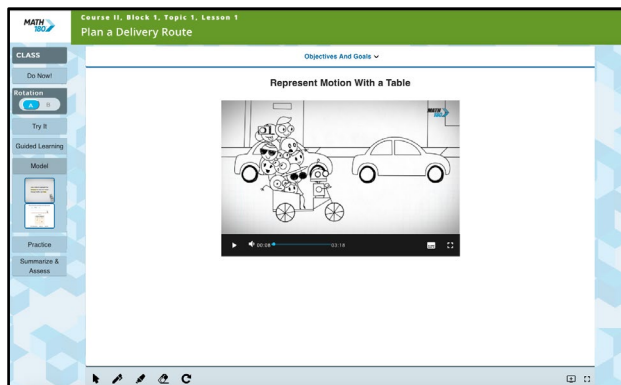 MATH
180
Course II, Block 1, Topic 1, Lesson 1
Plan a Delivery Route
CLASS
Do Now!
Rotation
A B
Try It
Guided Learning
Model
Practice
Summarize &
Assess
Objectives And Goals
Represent Motion With a Table
MATH
180
00:08
03:18